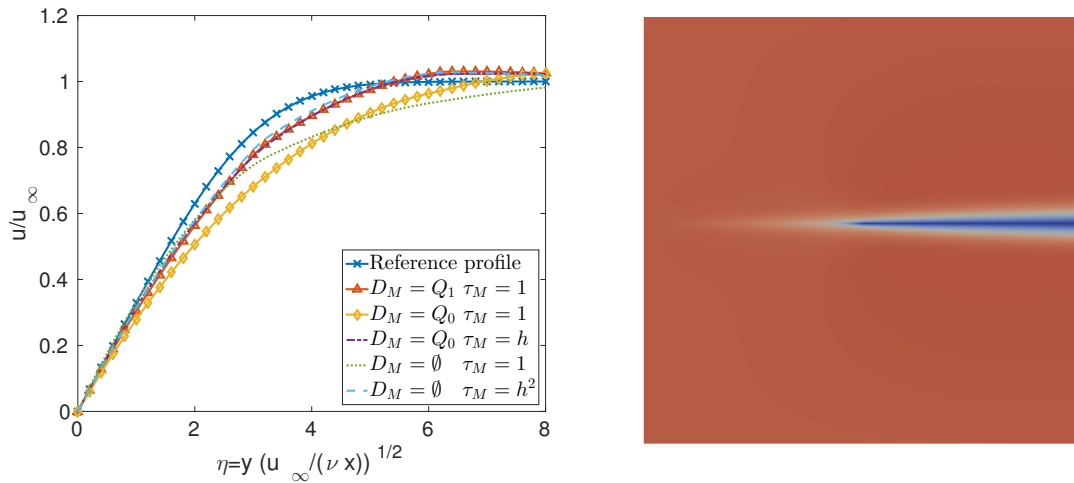 1.2
1
0.8
0.6
0.4
0.2
0
u/u ∞
Reference profile
D_M = Q_1 τ_M = 1
D_M = Q_0 τ_M = 1
D_M = Q_0 τ_M = h
D_M = ∅ τ_M = 1
D_M = ∅ τ_M = h^2
0 2 4 6 8
η=y (u ∞/(ν x)) 1/2